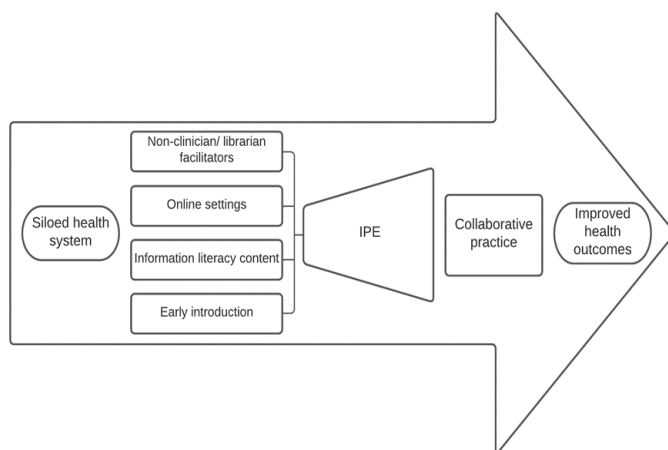 Siloed health
system
Non-clinician/ librarian
facilitators
Online settings
Information literacy content
Early introduction
IPE
Collaborative
practice
Improved
health
outcomes